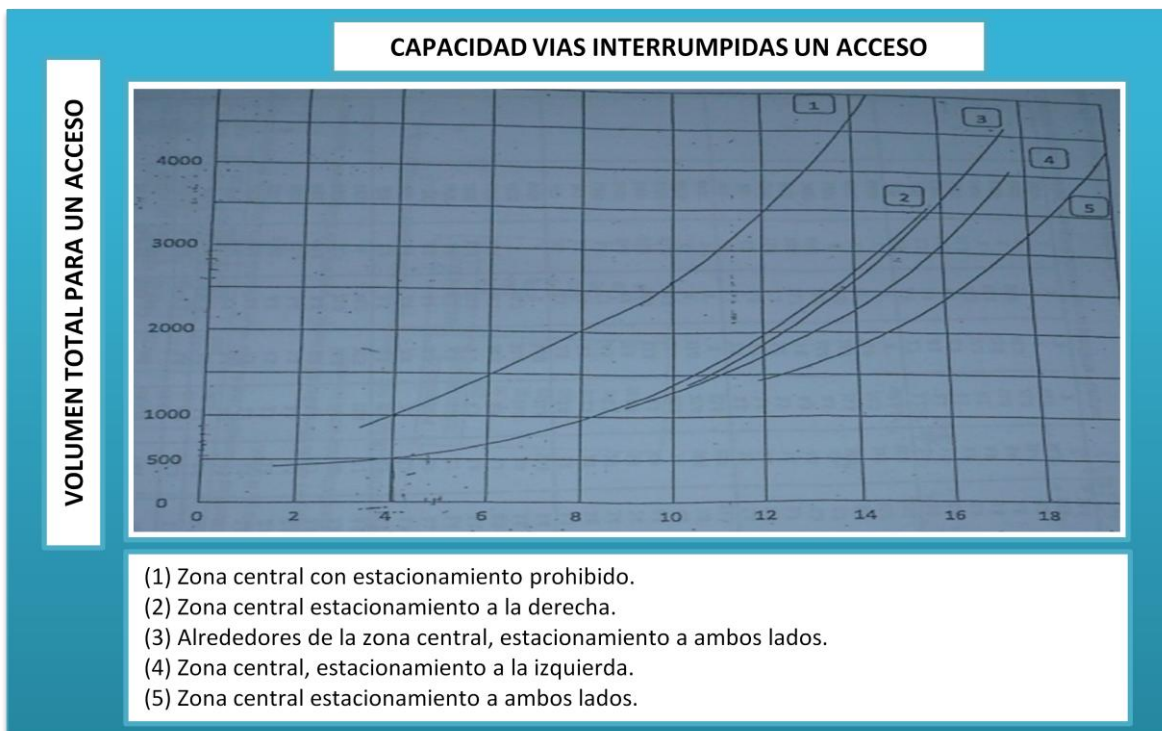 CAPACIDAD VIAS INTERRUMPIDAS UN ACCESO
VOLUMEN TOTAL PARA UN ACCESO
1
3
4
2
5
4000
3000
2000
1000
500
0
0 2 4 6 8 10 12 14 16 18
(1) Zona central con estacionamiento prohibido.
(2) Zona central estacionamiento a la derecha.
(3) Alrededores de la zona central, estacionamiento a ambos lados.
(4) Zona central, estacionamiento a la izquierda.
(5) Zona central estacionamiento a ambos lados.